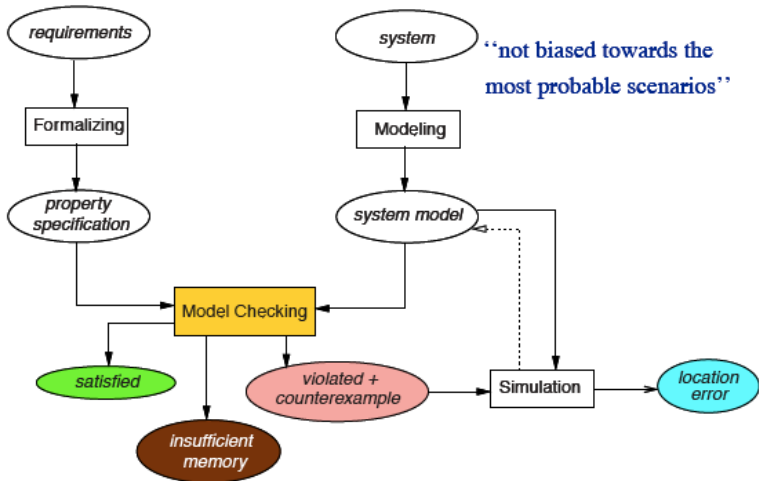 requirements
system
‘‘not biased towards the
most probable scenarios’’
Formalizing
Modeling
property
specification
system model
Model Checking
satisfied
violated +
counterexample
Simulation
location
error
insufficient
memory